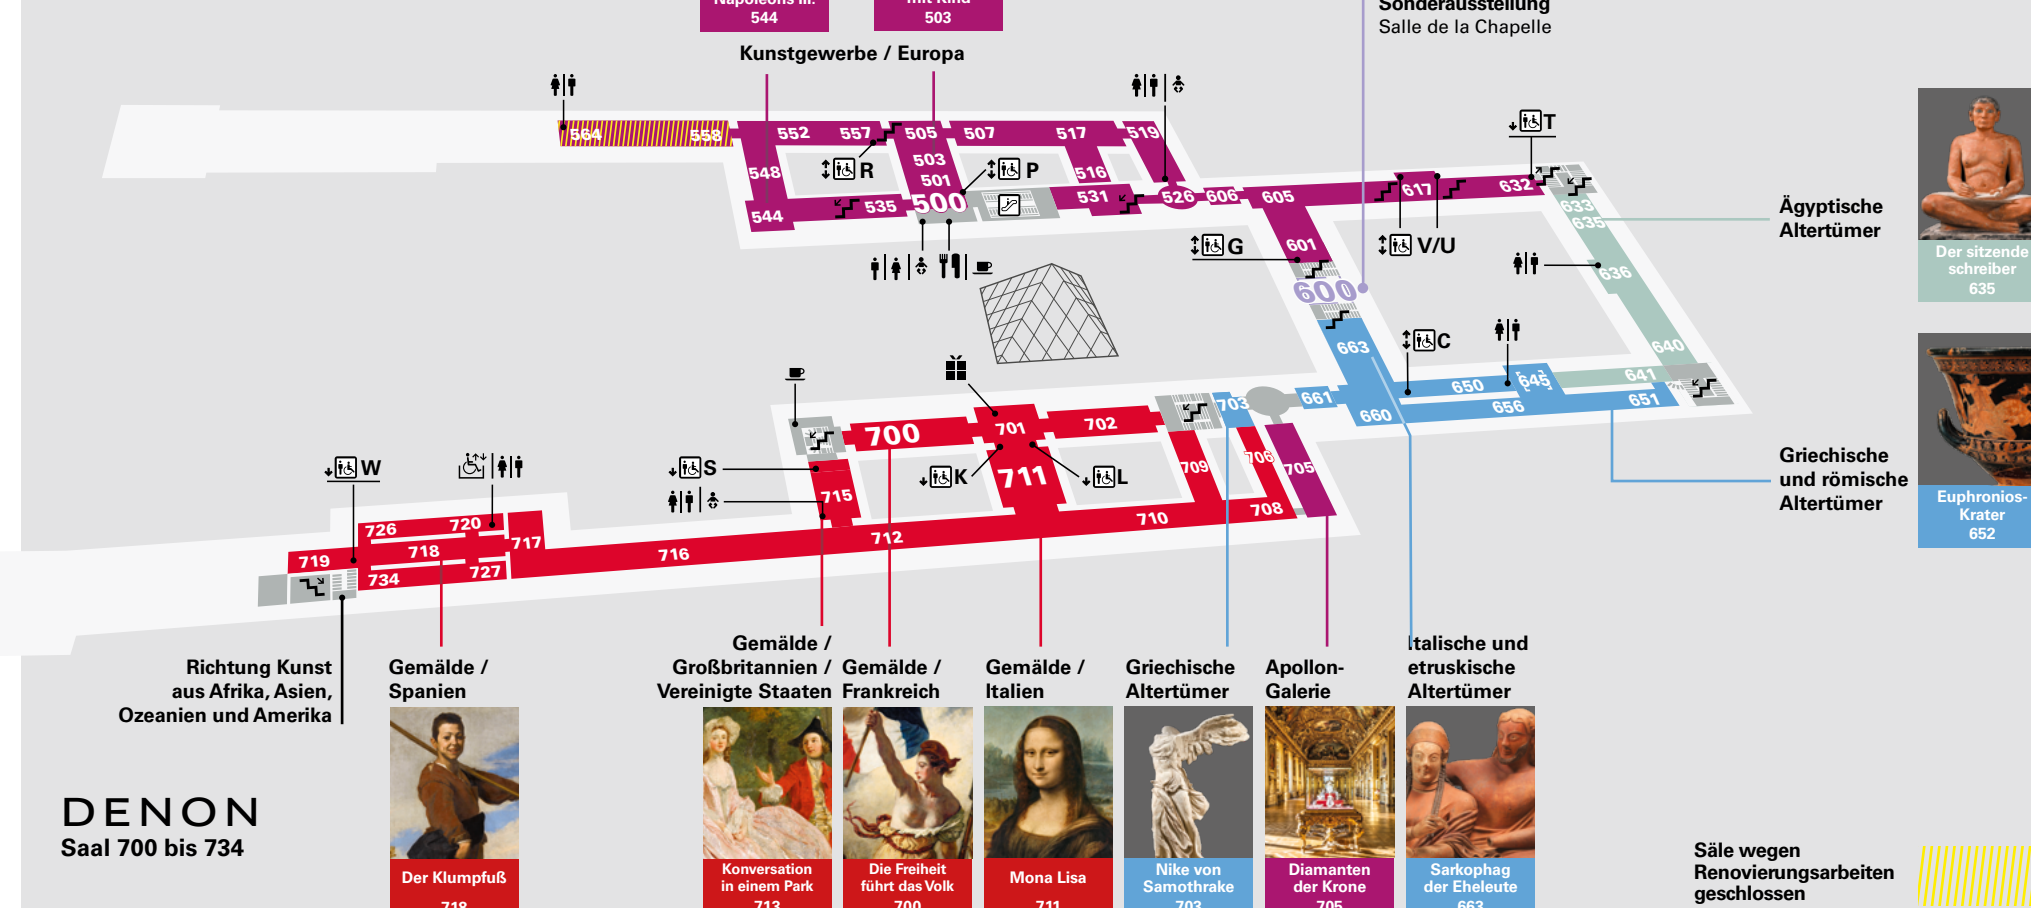 Napoleons III.
544
mit Kind
503
Sonderausstellung
Salle de la Chapelle
Kunstgewerbe / Europa
564
558
552
557
505
507
517
519
548
503
501
516
R
P
544
535
500
531
526
606
605
617
632
T
633
635
636
601
G
V/U
600
663
C
640
641
650
645
651
656
661
660
Ägyptische
Altertümer
Der sitzende
schreiber
635
Griechische
und römische
Altertümer
Euphronios-
Krater
652
700
701
702
703
709
706
705
711
K
L
S
715
W
726
720
717
719
718
734
727
716
712
710
708
Richtung Kunst
aus Afrika, Asien,
Ozeanien und Amerika
Gemälde /
Spanien
Gemälde /
Großbritannien /
Vereinigte Staaten
Gemälde /
Frankreich
Gemälde /
Italien
Griechische
Altertümer
Apollon-
Galerie
Italische und
etruskische
Altertümer
DENON
Saal 700 bis 734
Der Klumpfuß
718
Konversation
in einem Park
713
Die Freiheit
führt das Volk
700
Mona Lisa
711
Nike von
Samothrake
703
Diamanten
der Krone
705
Sarkophag
der Eheleute
663
Säle wegen
Renovierungsarbeiten
geschlossen